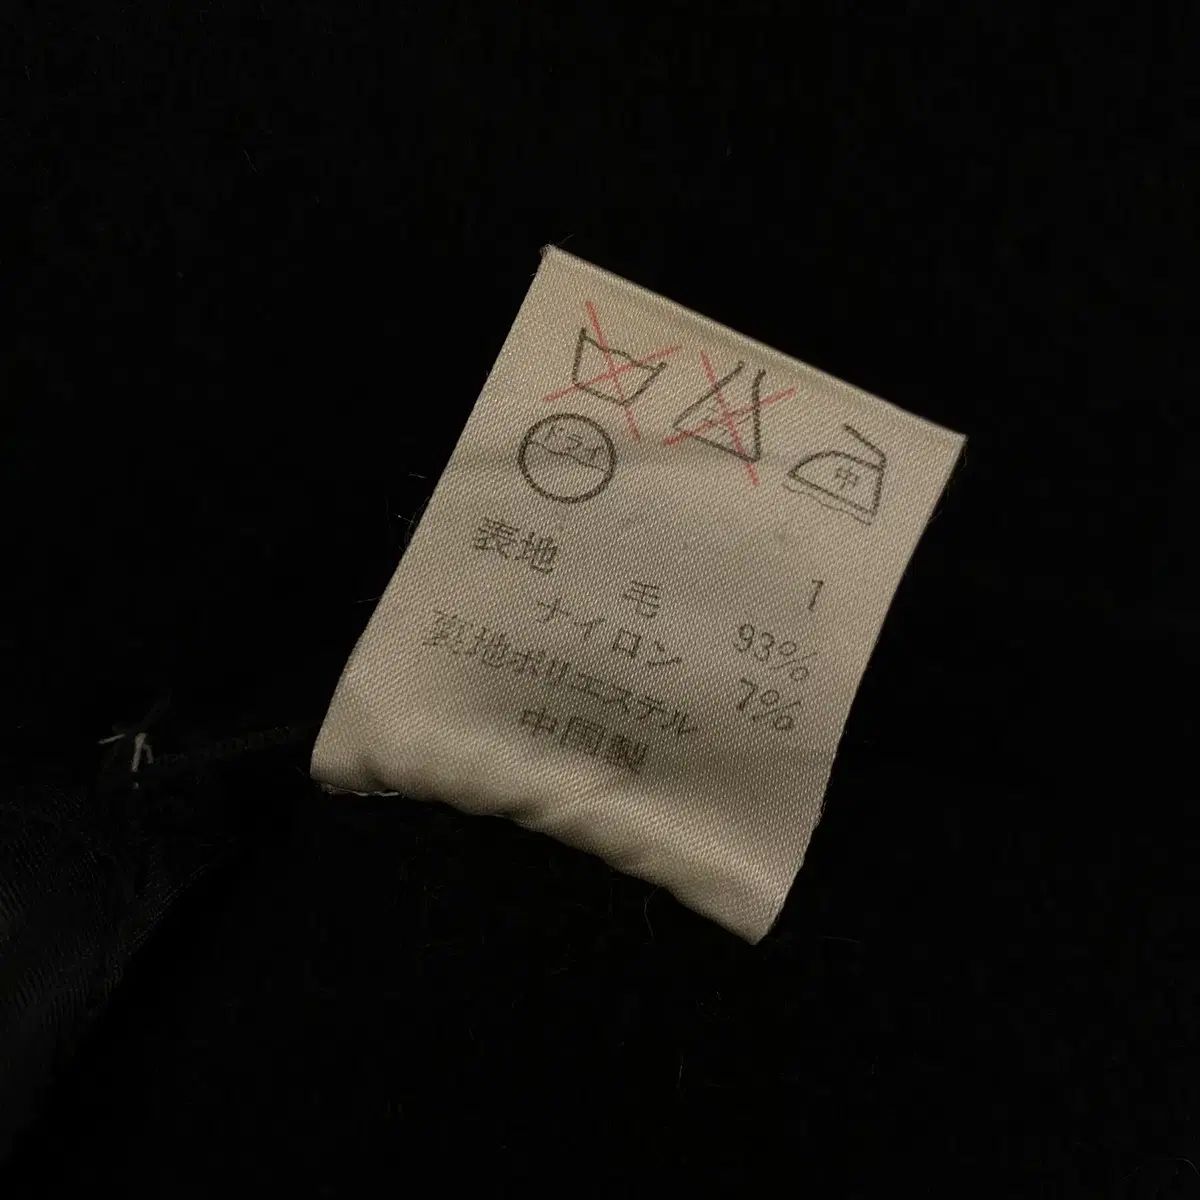 ドライ
中
1
表地 毛 93%
ナイロン 7%
裏地ポリエステル
中国製